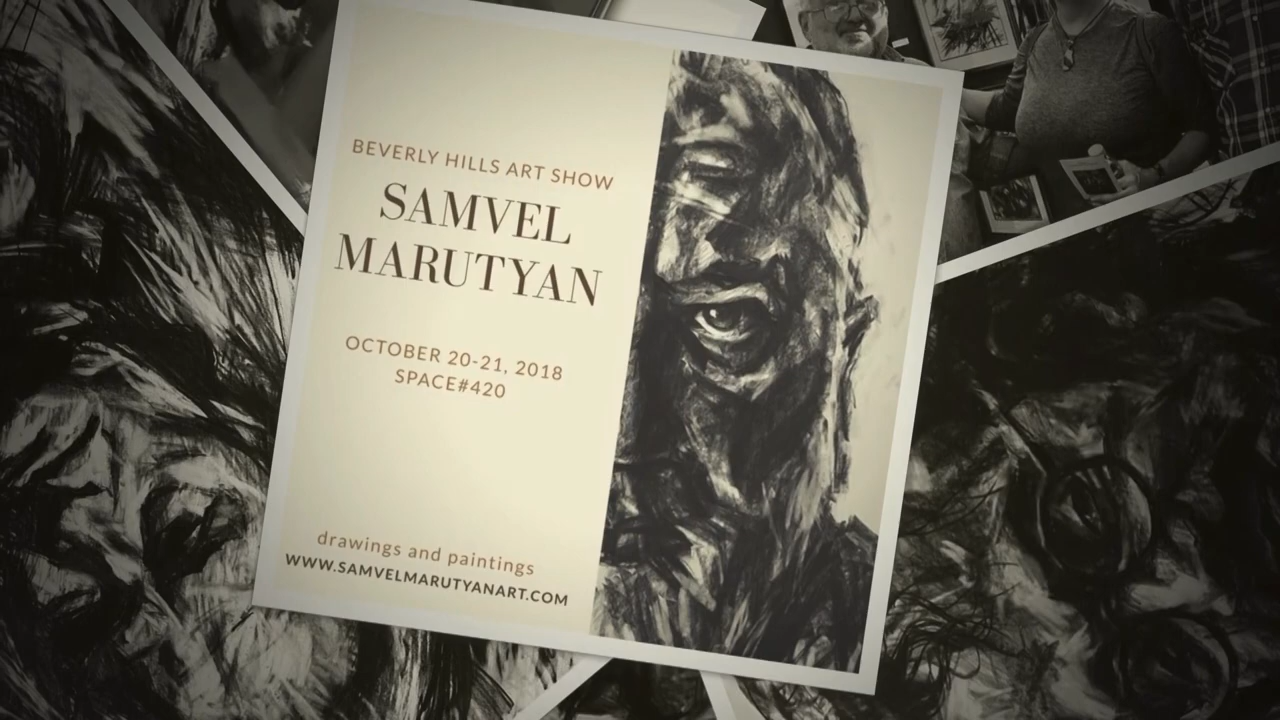 BEVERLY HILLS ART SHOW
SAMVEL
MARUTYAN
OCTOBER 20-21, 2018
SPACE#420
drawings and paintings
WWW.SAMVELMARUTYANART.COM